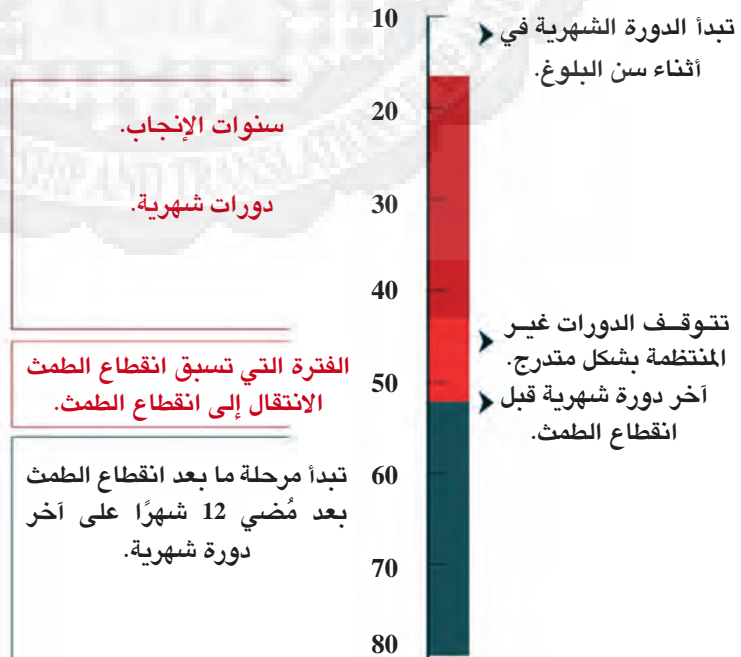 10
تبدأ الدورة الشهرية في
أثناء سن البلوغ.
20
سنوات الإنجاب.
30
دورات شهرية.
40
تتوقف الدورات غير
المنتظمة بشكل متدرج.
الفترة التي تسبق انقطاع الطمث
الانتقال إلى انقطاع الطمث.
50
آخر دورة شهرية قبل
انقطاع الطمث.
60
تبدأ مرحلة ما بعد انقطاع الطمث
بعد مُضي 12 شهرًا على آخر
دورة شهرية.
70
80